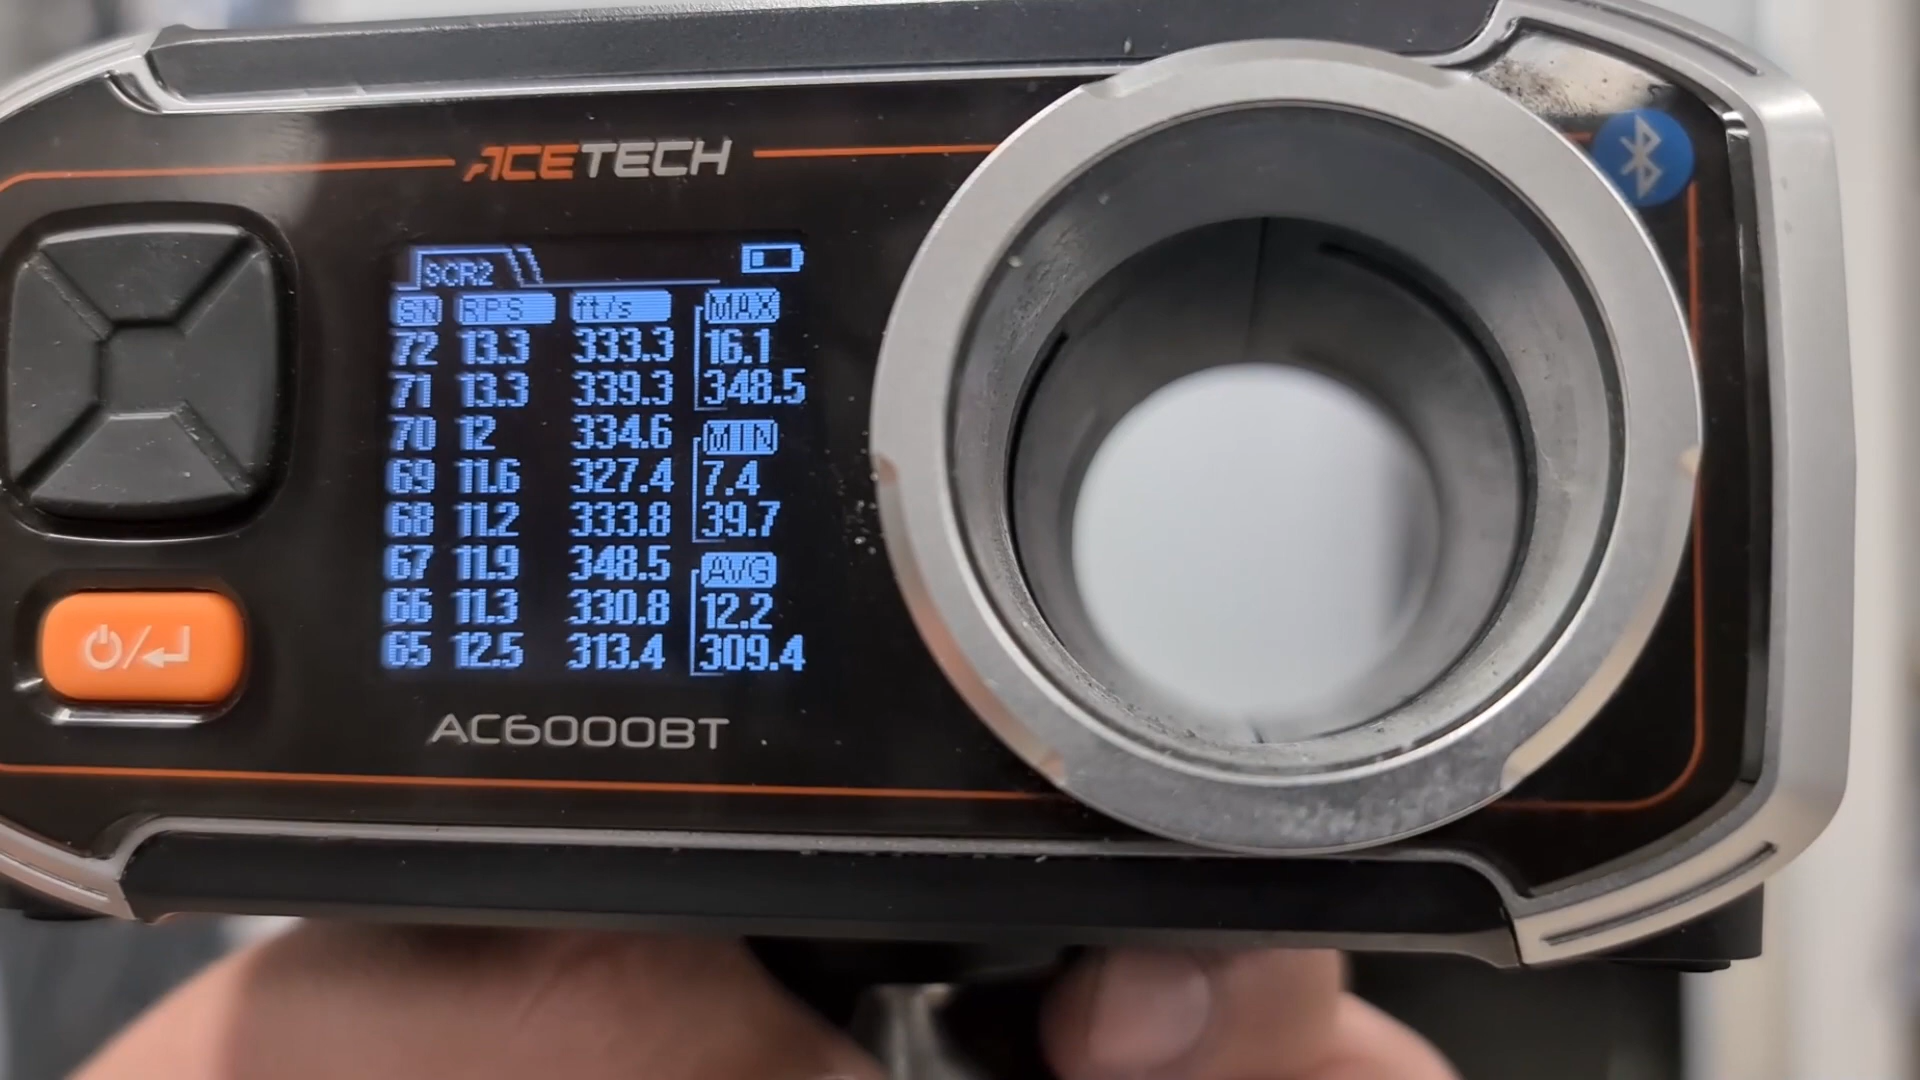 ACETECH
SCR2
SN RPS ft/s MAX
72 13.3 333.3 16.1
71 13.3 339.3 348.5
70 12 334.6 MIN
69 11.6 327.4 7.4
68 11.2 333.8 39.7
67 11.9 348.5 AVG
66 11.3 330.8 12.2
65 12.5 313.4 309.4
AC6000BT